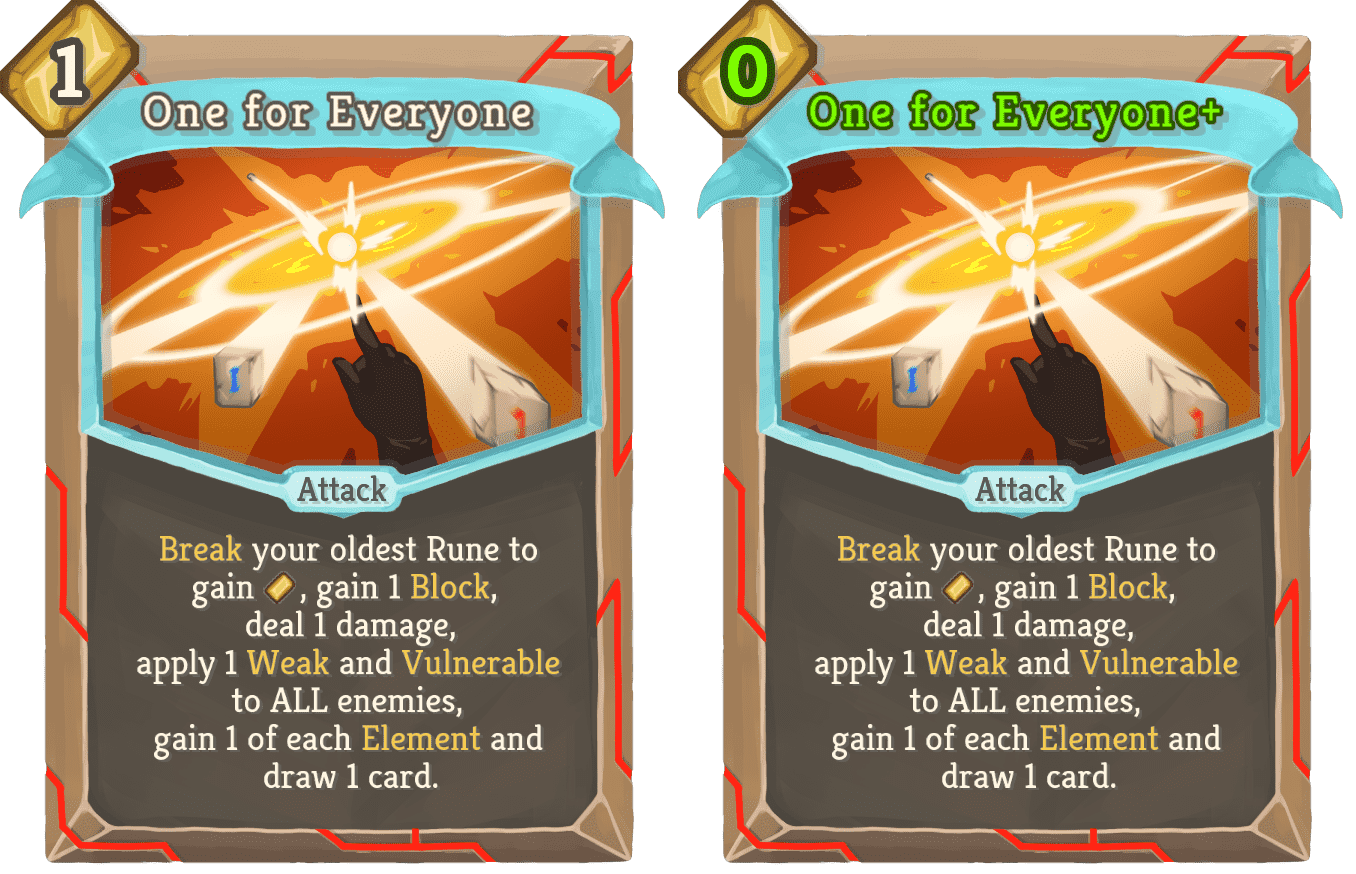 1
One for Everyone
I
1
Attack
Break your oldest Rune to
gain , gain 1 Block,
deal 1 damage,
apply 1 Weak and Vulnerable
to ALL enemies,
gain 1 of each Element and
draw 1 card.
0
One for Everyone+
I
1
Attack
Break your oldest Rune to
gain , gain 1 Block,
deal 1 damage,
apply 1 Weak and Vulnerable
to ALL enemies,
gain 1 of each Element and
draw 1 card.